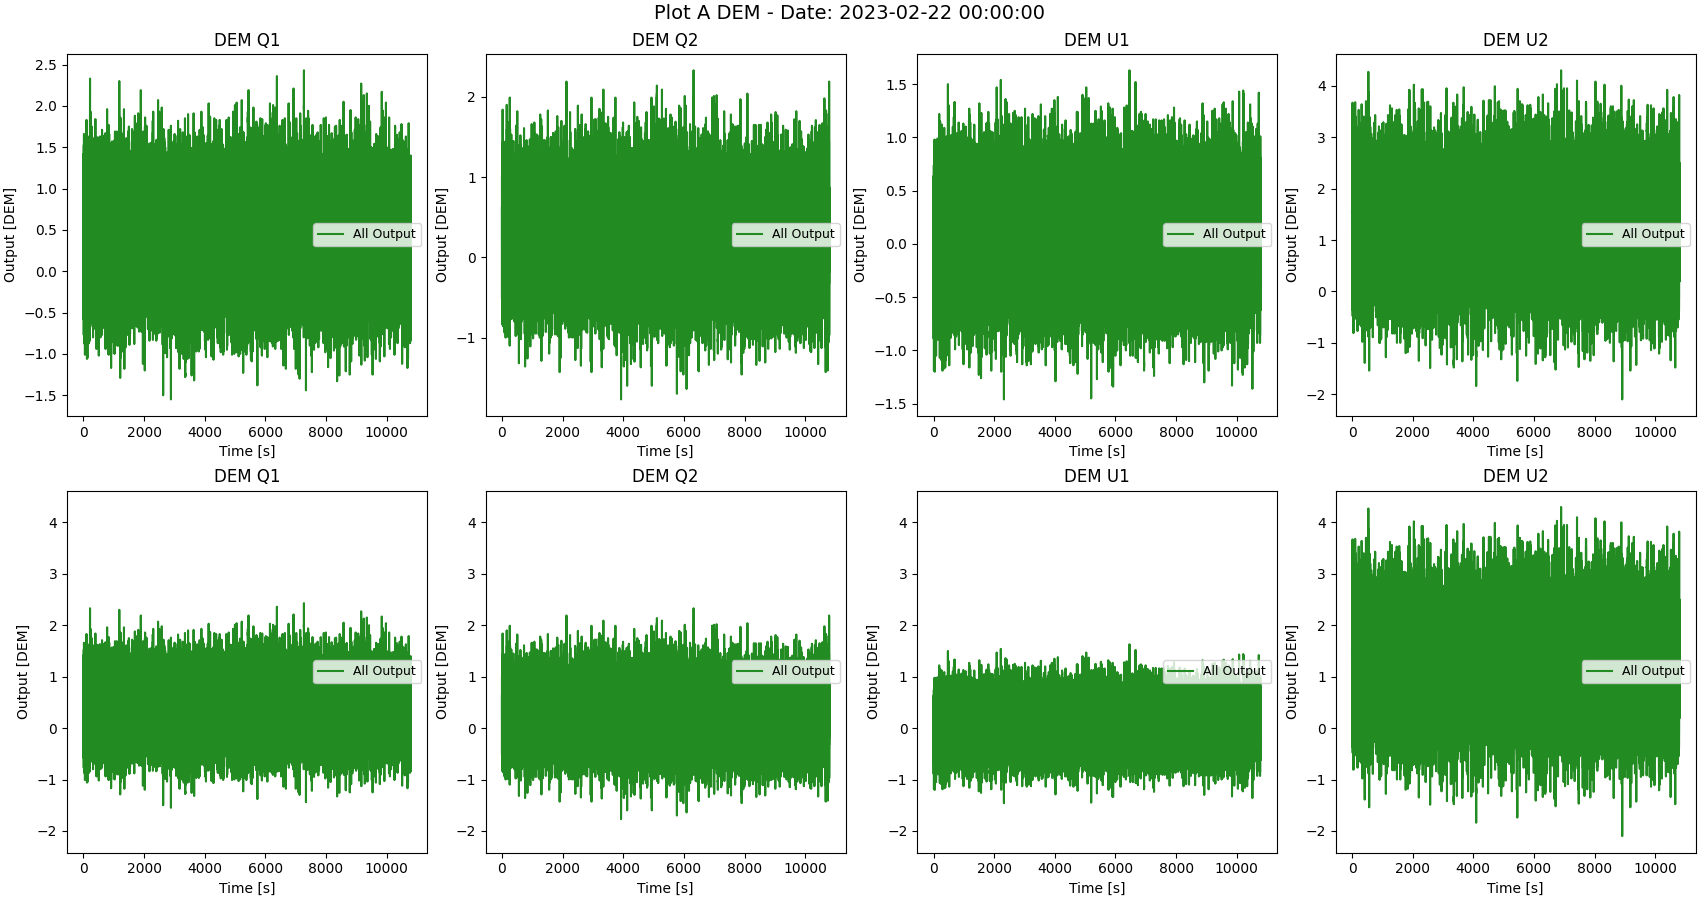 Plot A DEM - Date: 2023-02-22 00:00:00
DEM Q1
DEM Q2
DEM U1
DEM U2
Output [DEM]
2.5
2.0
1.5
1.0
0.5
0.0
−0.5
−1.0
−1.5
All Output
0 2000 4000 6000 8000 10000
Time [s]
Output [DEM]
2
1
0
−1
All Output
0 2000 4000 6000 8000 10000
Time [s]
Output [DEM]
1.5
1.0
0.5
0.0
−0.5
−1.0
−1.5
All Output
0 2000 4000 6000 8000 10000
Time [s]
Output [DEM]
4
3
2
1
0
−1
−2
All Output
0 2000 4000 6000 8000 10000
Time [s]
DEM Q1
DEM Q2
DEM U1
DEM U2
Output [DEM]
4
3
2
1
0
−1
−2
All Output
0 2000 4000 6000 8000 10000
Time [s]
Output [DEM]
4
3
2
1
0
−1
−2
All Output
0 2000 4000 6000 8000 10000
Time [s]
Output [DEM]
4
3
2
1
0
−1
−2
All Output
0 2000 4000 6000 8000 10000
Time [s]
Output [DEM]
4
3
2
1
0
−1
−2
All Output
0 2000 4000 6000 8000 10000
Time [s]